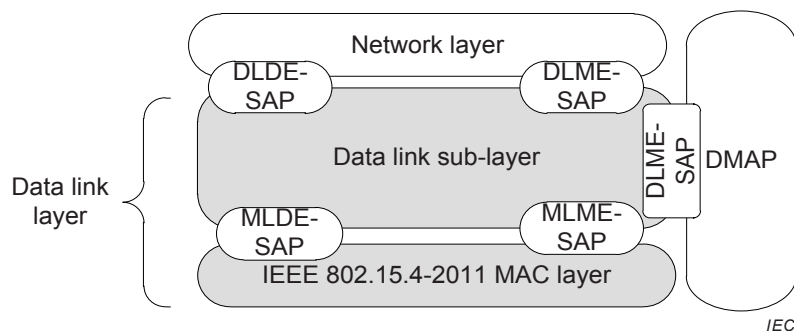 Network layer
DLDE-
SAP
DLME-
SAP
Data link sub-layer
DLME-
SAP
DMAP
Data link
layer
MLDE-
SAP
MLME-
SAP
IEEE 802.15.4-2011 MAC layer
IEC